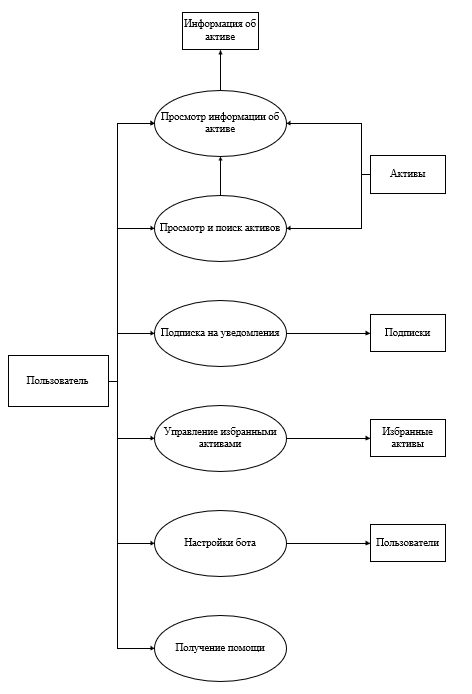 Информация об
активе
Просмотр информации об
активе
Активы
Просмотр и поиск активов
Подписка на уведомления
Подписки
Пользователь
Управление избранными
активами
Избранные
активы
Настройки бота
Пользователи
Получение помощи